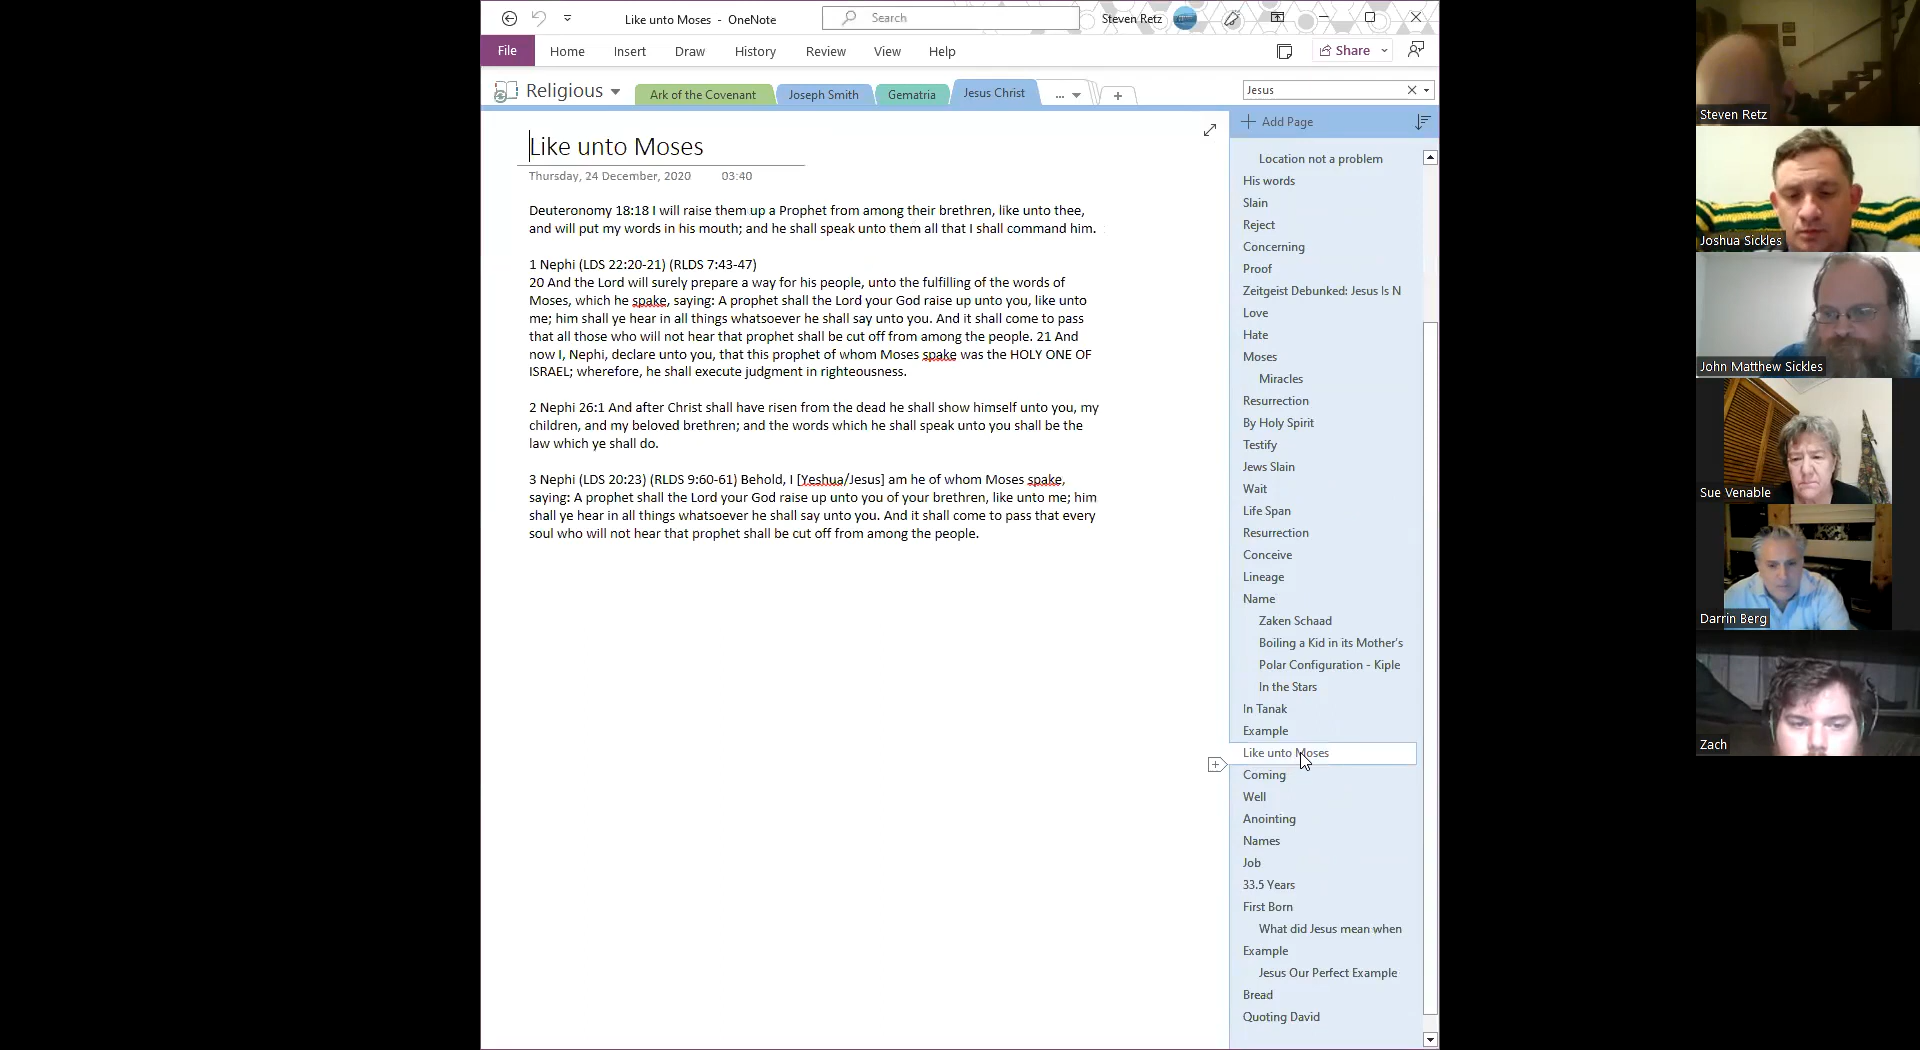 Like unto Moses - OneNote
Search
Steven Retz
File
Home
Insert
Draw
History
Review
View
Help
Share
Religious
Ark of the Covenant
Joseph Smith
Gematria
Jesus Christ
...
Jesus
Like unto Moses
Thursday, 24 December, 2020 03:40
Deuteronomy 18:18 I will raise them up a Prophet from among their brethren, like unto thee,
and will put my words in his mouth; and he shall speak unto them all that I shall command him.
1 Nephi (LDS 22:20-21) (RLDS 7:43-47)
20 And the Lord will surely prepare a way for his people, unto the fulfilling of the words of
Moses, which he spake, saying: A prophet shall the Lord your God raise up unto you, like unto
me; him shall ye hear in all things whatsoever he shall say unto you. And it shall come to pass
that all those who will not hear that prophet shall be cut off from among the people. 21 And
now I, Nephi, declare unto you, that this prophet of whom Moses spake was the HOLY ONE OF
ISRAEL; wherefore, he shall execute judgment in righteousness.
2 Nephi 26:1 And after Christ shall have risen from the dead he shall show himself unto you, my
children, and my beloved brethren; and the words which he shall speak unto you shall be the
law which ye shall do.
3 Nephi (LDS 20:23) (RLDS 9:60-61) Behold, I [Yeshua/Jesus] am he of whom Moses spake,
saying: A prophet shall the Lord your God raise up unto you of your brethren, like unto me; him
shall ye hear in all things whatsoever he shall say unto you. And it shall come to pass that every
soul who will not hear that prophet shall be cut off from among the people.
Add Page
Location not a problem
His words
Slain
Reject
Concerning
Proof
Zeitgeist Debunked: Jesus Is N
Love
Hate
Moses
Miracles
Resurrection
By Holy Spirit
Testify
Jews Slain
Wait
Life Span
Resurrection
Conceive
Lineage
Name
Zaken Schaad
Boiling a Kid in its Mother's
Polar Configuration - Kiple
In the Stars
In Tanak
Example
Like unto Moses
Coming
Well
Anointing
Names
Job
33.5 Years
First Born
What did Jesus mean when
Example
Jesus Our Perfect Example
Bread
Quoting David
Steven Retz
Joshua Sickles
John Matthew Sickles
Sue Venable
Darrin Berg
Zach